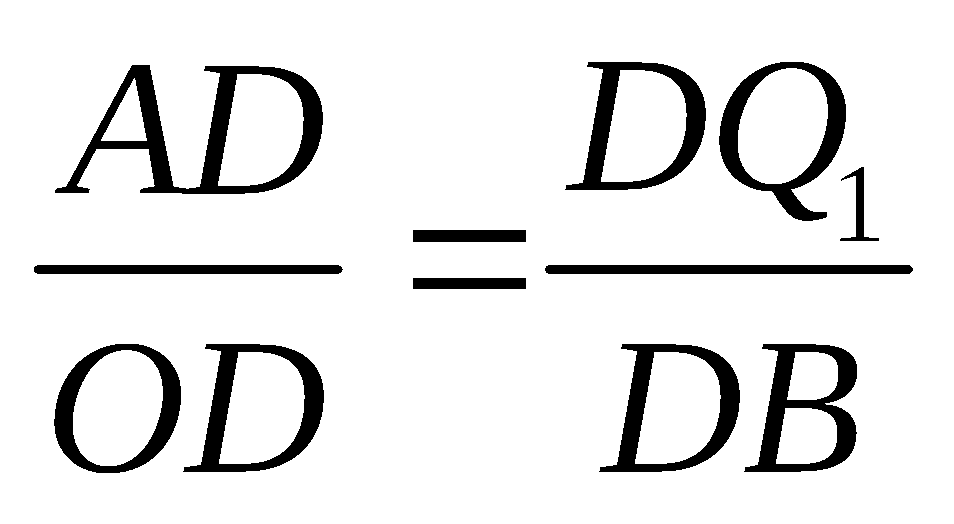 AD/OD = DQ₁/DB